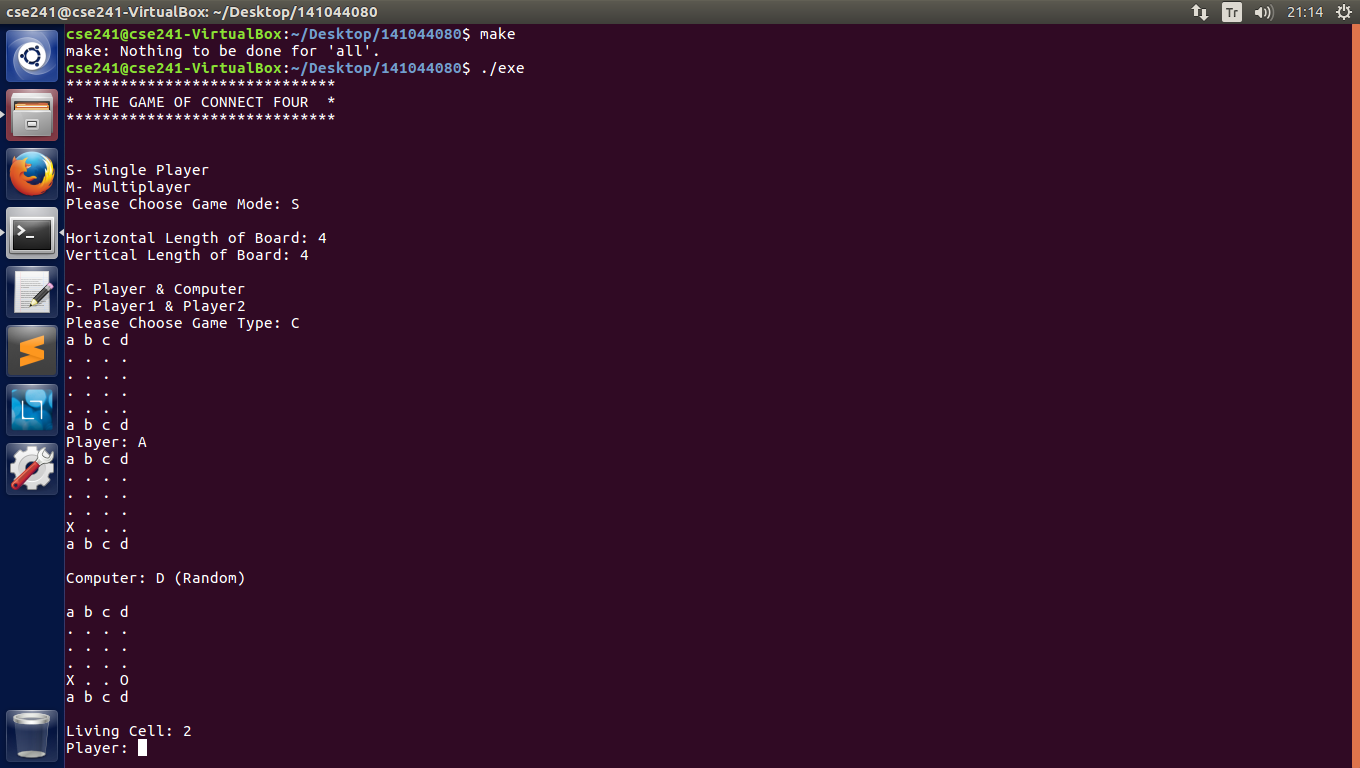 cse241@cse241-VirtualBox: ~/Desktop/141044080
Tr
21:14
cse241@cse241-VirtualBox:~/Desktop/141044080$ make
make: Nothing to be done for 'all'.
cse241@cse241-VirtualBox:~/Desktop/141044080$ ./exe
******************************
*  THE GAME OF CONNECT FOUR  *
******************************
S- Single Player
M- Multiplayer
Please Choose Game Mode: S
Horizontal Length of Board: 4
Vertical Length of Board: 4
C- Player & Computer
P- Player1 & Player2
Please Choose Game Type: C
a b c d
. . . .
. . . .
. . . .
. . . .
a b c d
Player: A
a b c d
. . . .
. . . .
. . . .
X . . .
a b c d
Computer: D (Random)
a b c d
. . . .
. . . .
. . . .
X . . O
a b c d
Living Cell: 2
Player: